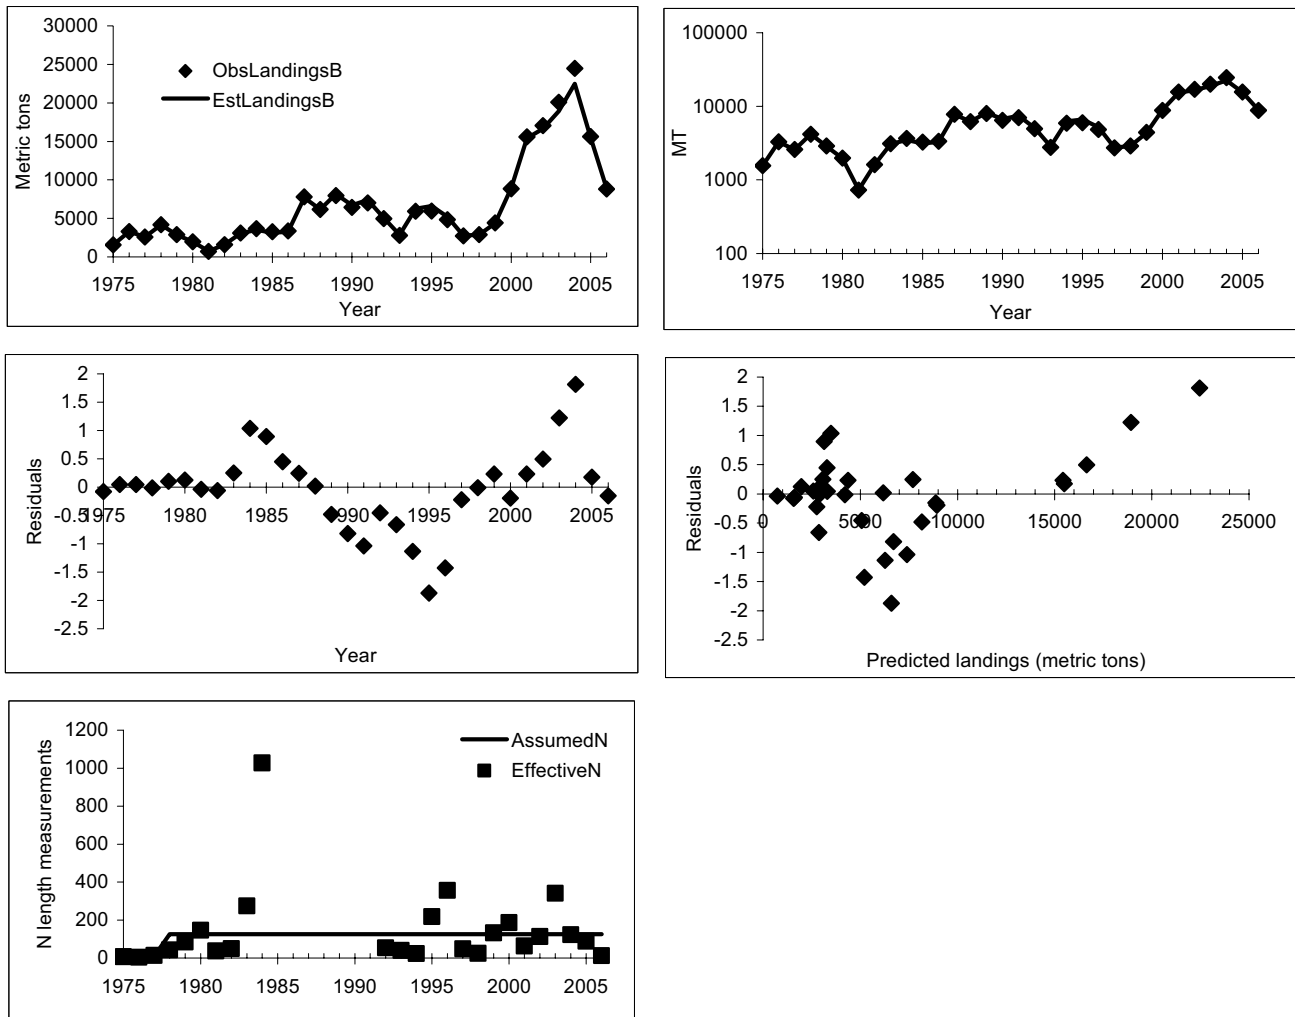 30000
25000
20000
15000
10000
5000
0
Metric tons
ObsLandingsB
EstLandingsB
1975 1980 1985 1990 1995 2000 2005
Year
100000
10000
1000
100
MT
1975 1980 1985 1990 1995 2000 2005
Year
2
1.5
1
0.5
0
-0.5
-1
-1.5
-2
-2.5
Residuals
1975 1980 1985 1990 1995 2000 2005
Year
2
1.5
1
0.5
0
-0.5
-1
-1.5
-2
-2.5
Residuals
0 5000 10000 15000 20000 25000
Predicted landings (metric tons)
1200
1000
800
600
400
200
0
N length measurements
AssumedN
EffectiveN
1975 1980 1985 1990 1995 2000 2005